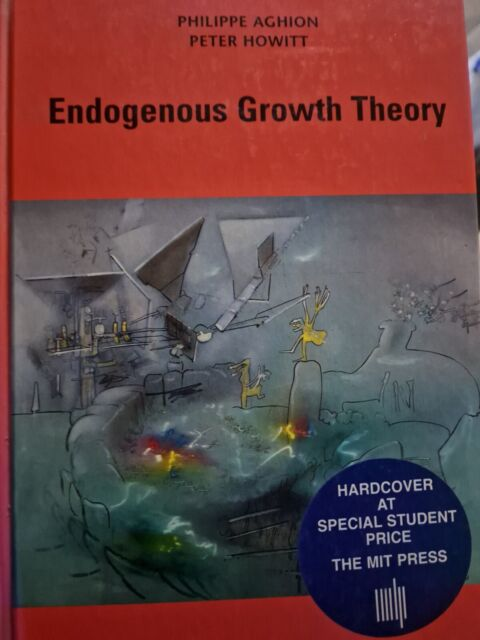 PHILIPPE AGHION
PETER HOWITT
Endogenous Growth Theory
HARDCOVER
AT
SPECIAL STUDENT
PRICE
THE MIT PRESS